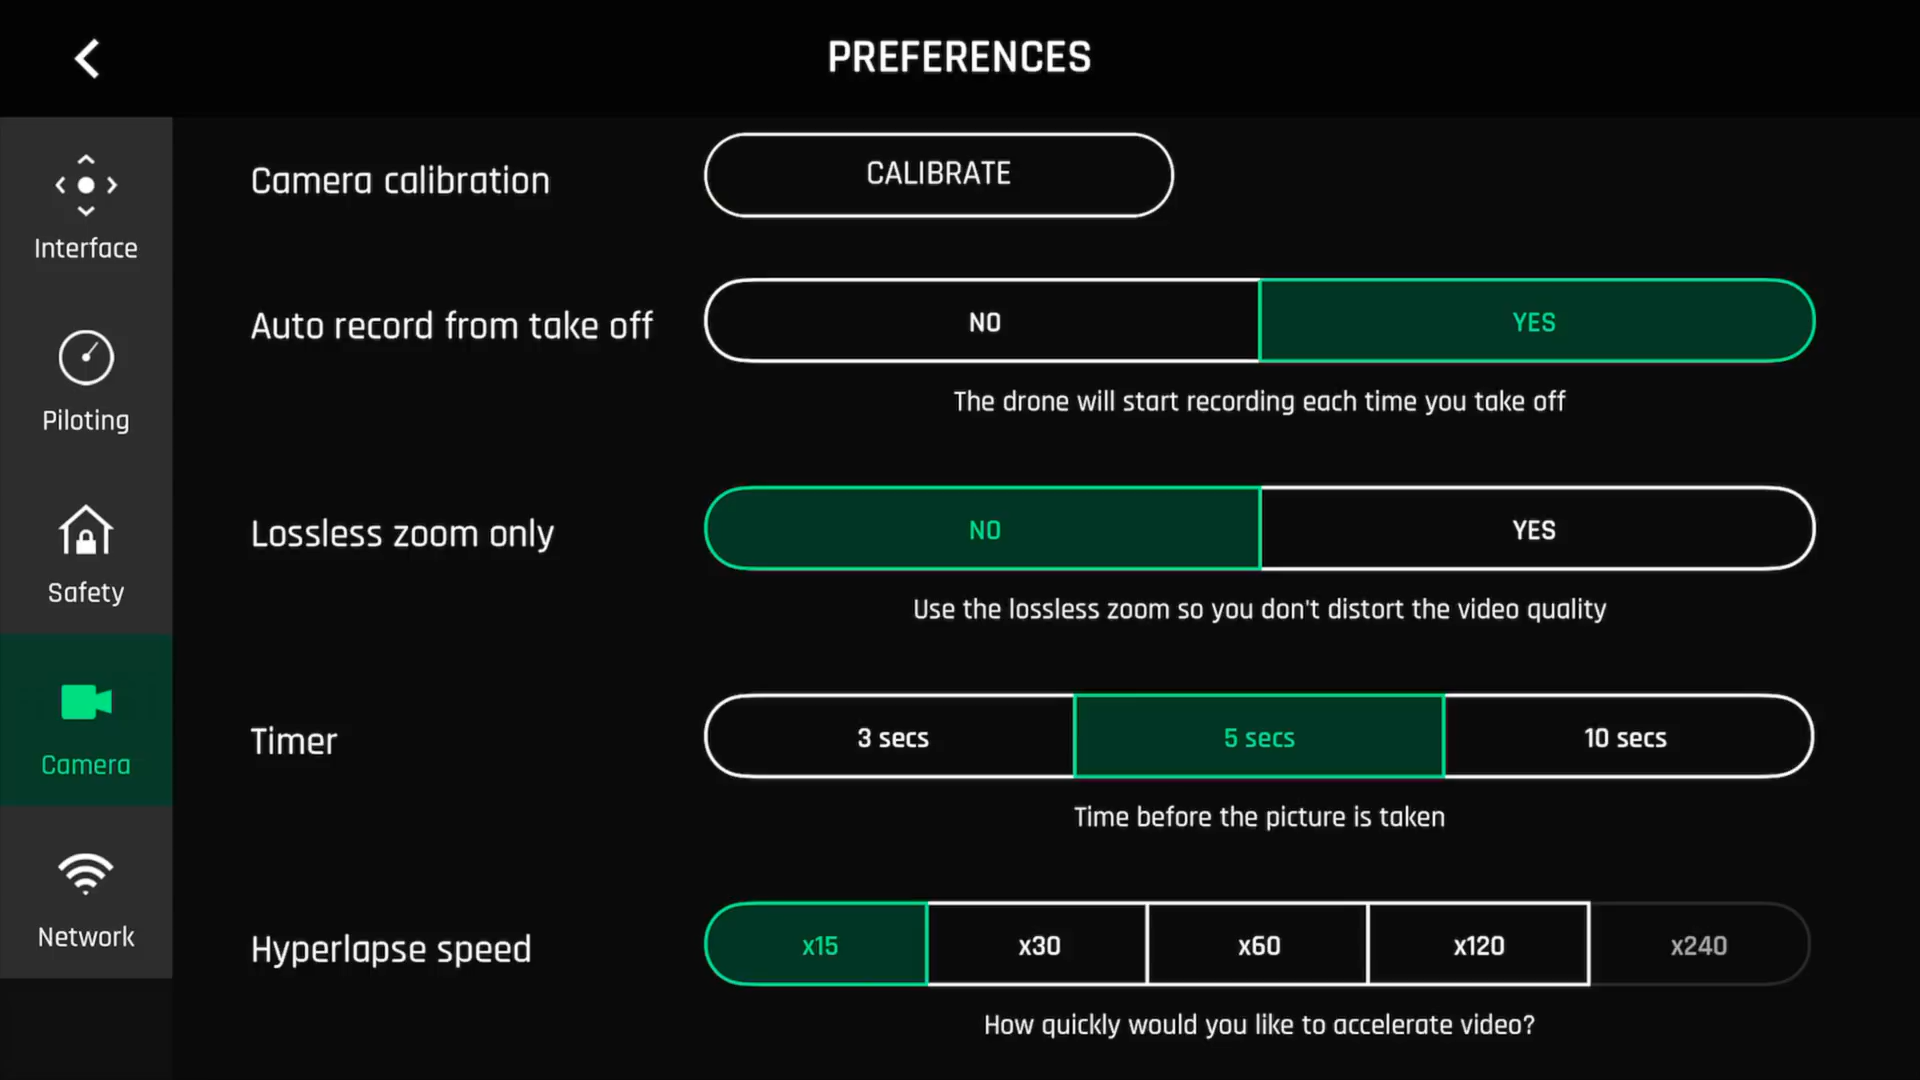 PREFERENCES
Interface
Piloting
Safety
Camera
Network
Camera calibration
CALIBRATE
Auto record from take off
NO
YES
The drone will start recording each time you take off
Lossless zoom only
NO
YES
Use the lossless zoom so you don't distort the video quality
Timer
3 secs
5 secs
10 secs
Time before the picture is taken
Hyperlapse speed
x15
x30
x60
x120
x240
How quickly would you like to accelerate video?